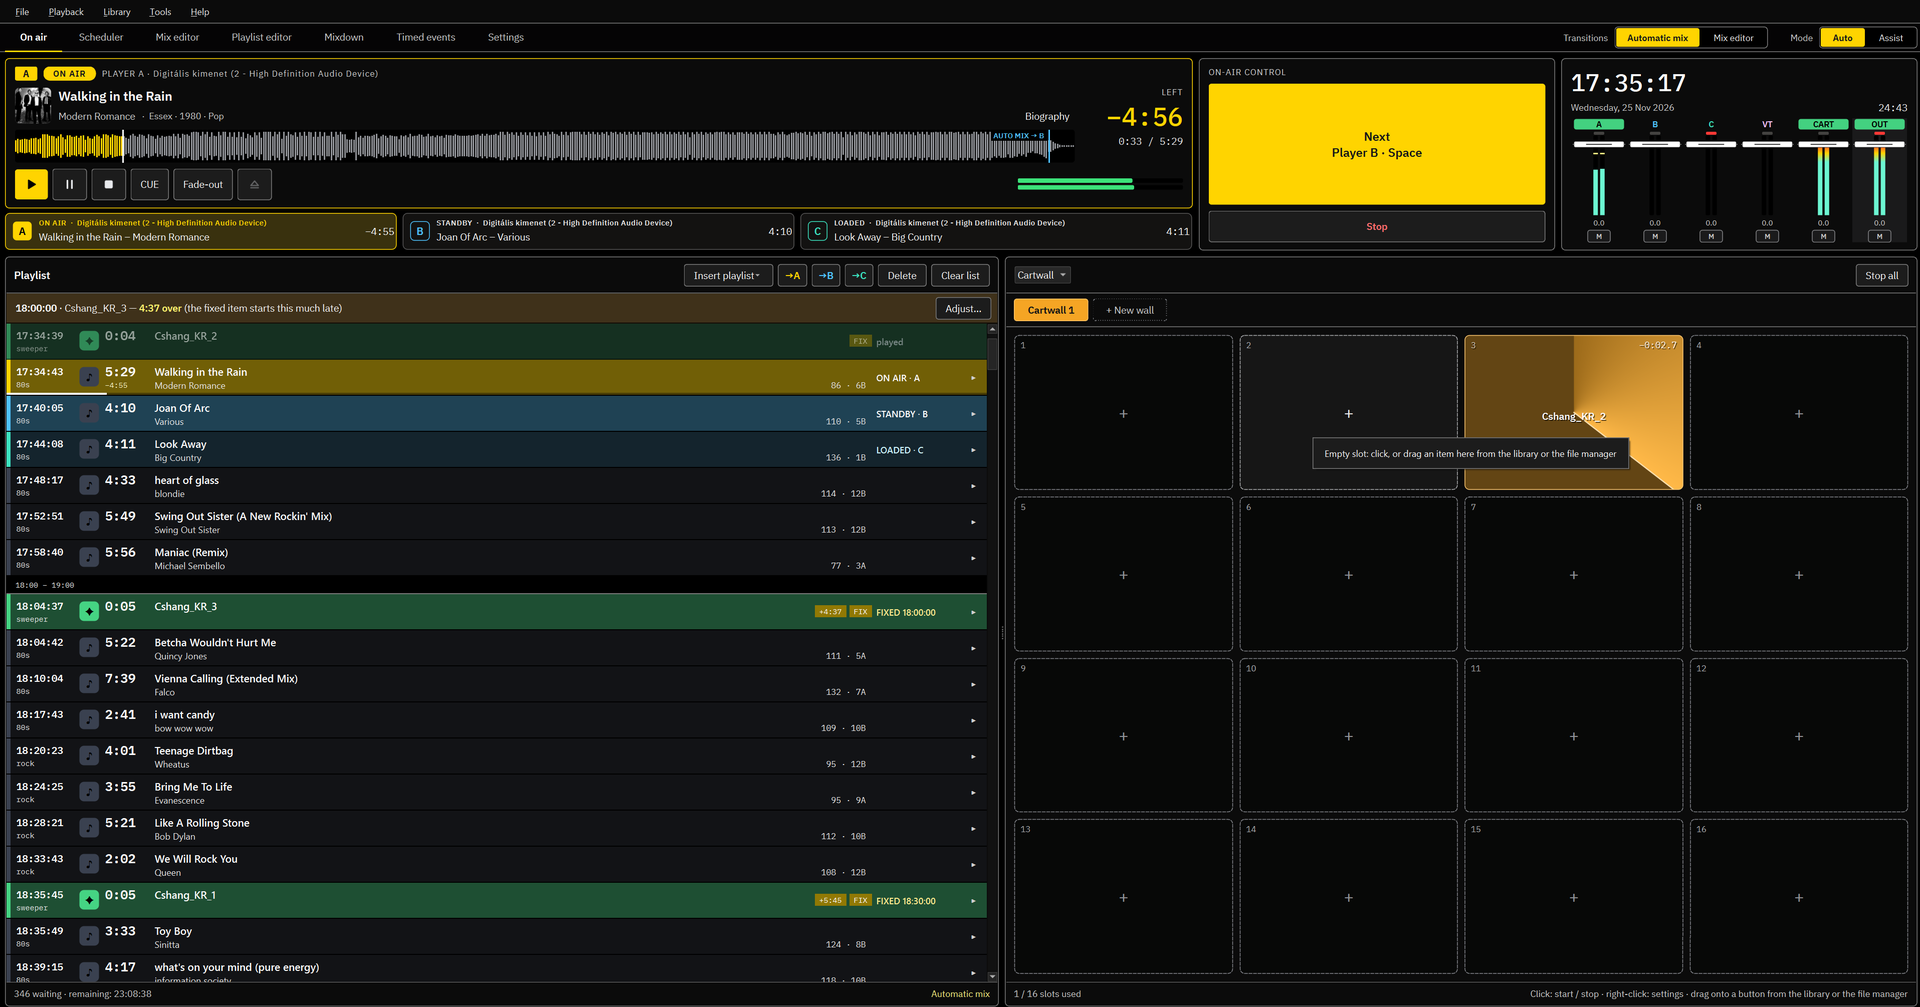 File Playback Library Tools Help
On air Scheduler Mix editor Playlist editor Mixdown Timed events Settings Transitions Automatic mix Mix editor Mode Auto Assist
A ON AIR PLAYER A · Digitális kimenet (2 - High Definition Audio Device)
Walking in the Rain
Modern Romance · Essex · 1980 · Pop
Biography
LEFT
−4:56
0:33 / 5:29
AUTO MIX → B
CUE Fade-out
ON-AIR CONTROL
Next
Player B · Space
Stop
17:35:17
Wednesday, 25 Nov 2026 24:43
A B C VT CART OUT
0.0 0.0 0.0 0.0 0.0 0.0
M M M M M M
A ON AIR · Digitális kimenet (2 - High Definition Audio Device)
Walking in the Rain – Modern Romance −4:55
B STANDBY · Digitális kimenet (2 - High Definition Audio Device)
Joan Of Arc – Various 4:10
C LOADED · Digitális kimenet (2 - High Definition Audio Device)
Look Away – Big Country 4:11
Playlist Insert playlist →A →B →C Delete Clear list
18:00:00 · Cshang_KR_3 — 4:37 over (the fixed item starts this much late) Adjust...
17:34:39 0:04 Cshang_KR_2 FIX played
sweeper
17:34:43 5:29 Walking in the Rain ON AIR · A
80s −4:55 Modern Romance 86 · 6B
17:40:05 4:10 Joan Of Arc STANDBY · B
80s Various 110 · 5B
17:44:08 4:11 Look Away LOADED · C
80s Big Country 136 · 1B
17:48:17 4:33 heart of glass
80s blondie 114 · 12B
17:52:51 5:49 Swing Out Sister (A New Rockin' Mix)
80s Swing Out Sister 113 · 12B
17:58:40 5:56 Maniac (Remix)
80s Michael Sembello 77 · 3A
18:00 – 19:00
18:04:37 0:05 Cshang_KR_3 +4:37 FIX FIXED 18:00:00
sweeper
18:04:42 5:22 Betcha Wouldn't Hurt Me
80s Quincy Jones 111 · 5A
18:10:04 7:39 Vienna Calling (Extended Mix)
80s Falco 132 · 7A
18:17:43 2:41 i want candy
80s bow wow wow 109 · 10B
18:20:23 4:01 Teenage Dirtbag
rock Wheatus 95 · 12B
18:24:25 3:55 Bring Me To Life
rock Evanescence 95 · 9A
18:28:21 5:21 Like A Rolling Stone
rock Bob Dylan 112 · 10B
18:33:43 2:02 We Will Rock You
rock Queen 108 · 12B
18:35:45 0:05 Cshang_KR_1 +5:45 FIX FIXED 18:30:00
sweeper
18:35:49 3:33 Toy Boy
80s Sinitta 124 · 8B
18:39:15 4:17 what's on your mind (pure energy)
80s information society 118 · 10B
346 waiting · remaining: 23:08:38 Automatic mix
Cartwall Stop all
Cartwall 1 + New wall
1 2 3 −0:02.7 4
+ + Cshang_KR_2 +
Empty slot: click, or drag an item here from the library or the file manager
5 6 7 8
+ + + +
9 10 11 12
+ + + +
13 14 15 16
+ + + +
1 / 16 slots used Click: start / stop · right-click: settings · drag onto a button from the library or the file manager